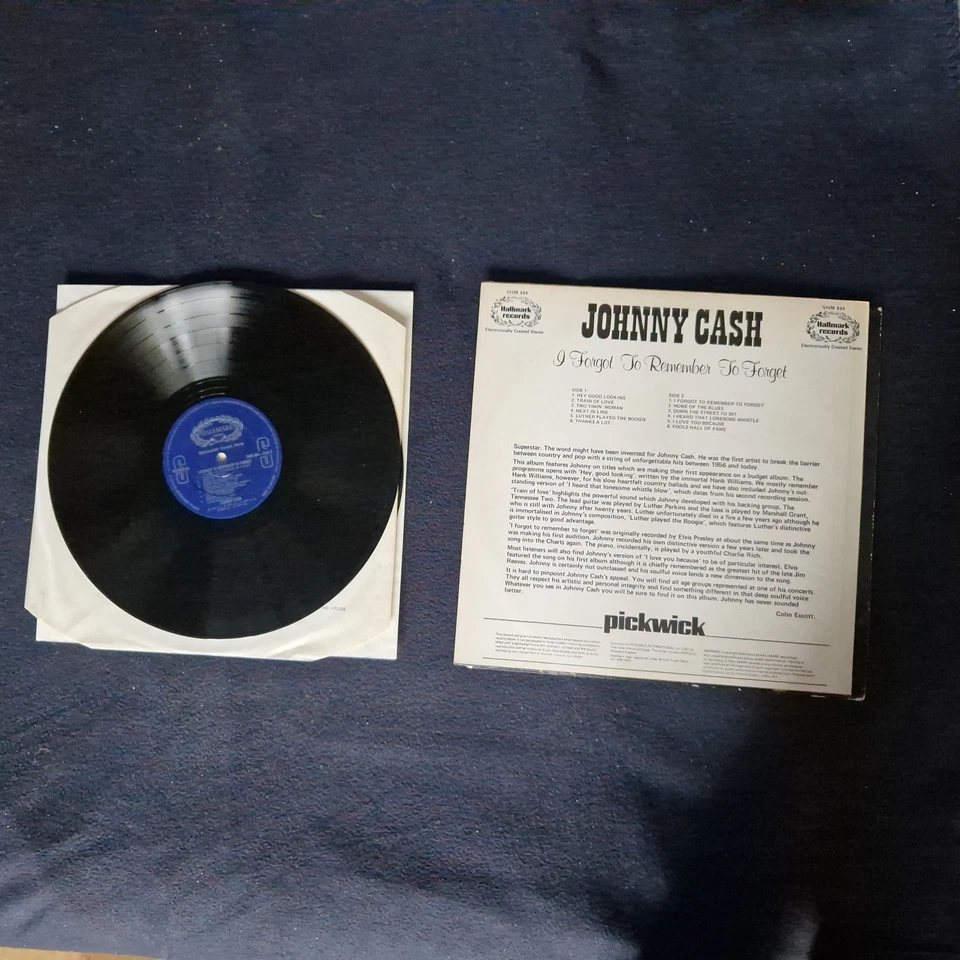 HALLMARK
S
S
SHM 884
Hallmark
records
Electronically Created Stereo
JOHNNY CASH
SHM 884
Hallmark
records
Electronically Created Stereo
I Forgot To Remember To Forget
SIDE 1
1. HEY GOOD LOOKING
2. TRAIN OF LOVE
3. TWO TIMIN' WOMAN
4. NEXT IN LINE
5. LUTHER PLAYED THE BOOGIE
6. THANKS A LOT
SIDE 2
1. I FORGOT TO REMEMBER TO FORGET
2. HOME OF THE BLUES
3. DOWN THE STREET TO 301
4. I HEARD THAT LONESOME WHISTLE
5. I LOVE YOU BECAUSE
6. FOOLS HALL OF FAME
Superstar. The word might have been invented for Johnny Cash. He was the first artist to break the barrier
between country and pop with a string of unforgettable hits between 1956 and today.
This album features Johnny on titles which are making their first appearance on a budget album. The
programme opens with 'Hey, good looking', written by the immortal Hank Williams. We mostly remember
Hank Williams, however, for his slow heartfelt country ballads and we have also included Johnny's out-
standing version of 'I heard that lonesome whistle blow', which dates from his second recording session.
'Train of love' highlights the powerful sound which Johnny developed with his backing group, The
Tennessee Two. The lead guitar was played by Luther Perkins and the bass is played by Marshall Grant,
who is still with Johnny after twenty years. Luther unfortunately died in a fire a few years ago although he
is immortalised in Johnny's composition, 'Luther played the Boogie', which features Luther's distinctive
guitar style to good advantage.
'I forgot to remember to forget' was originally recorded by Elvis Presley at about the same time as Johnny
was making his first audition. Johnny recorded his own distinctive version a few years later and took the
song into the Charts again. The piano, incidentally, is played by a youthful Charlie Rich.
Most listeners will also find Johnny's version of 'I love you because' to be of particular interest. Elvis
featured the song on his first album although it is chiefly remembered as the greatest hit of the late Jim
Reeves. Johnny is certainly not outclassed and his soulful voice lends a new dimension to the song.
It is hard to pinpoint Johnny Cash's appeal. You will find all age groups represented at one of his concerts.
They all respect his artistic and personal integrity and find something different in that deep soulful voice.
Whatever you see in Johnny Cash you will be sure to find it on this album. Johnny has never sounded
better.
Colin Escott.
pickwick